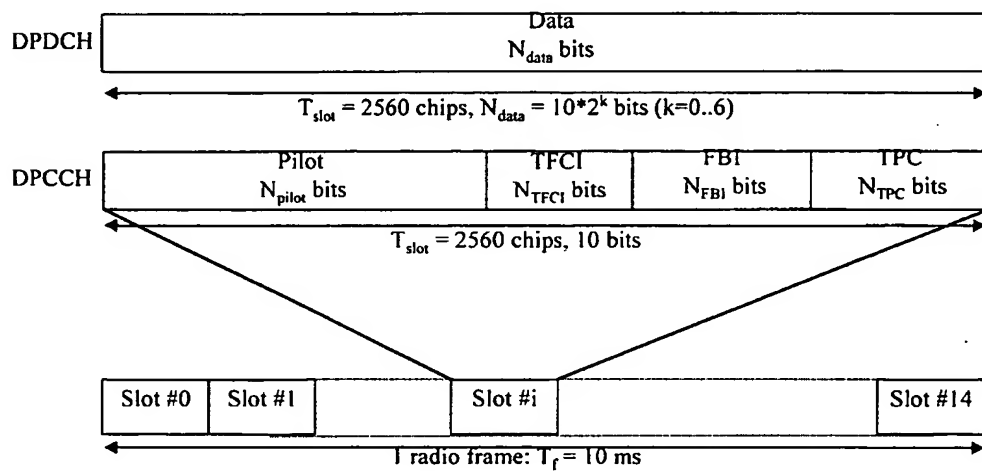 Data
DPDCH
N_data bits
T_slot = 2560 chips, N_data = 10*2^k bits (k=0..6)
Pilot TFCI FBI TPC
DPCCH
N_pilot bits N_TFCI bits N_FBI bits N_TPC bits
T_slot = 2560 chips, 10 bits
Slot #0 Slot #1 Slot #i Slot #14
1 radio frame: T_f = 10 ms